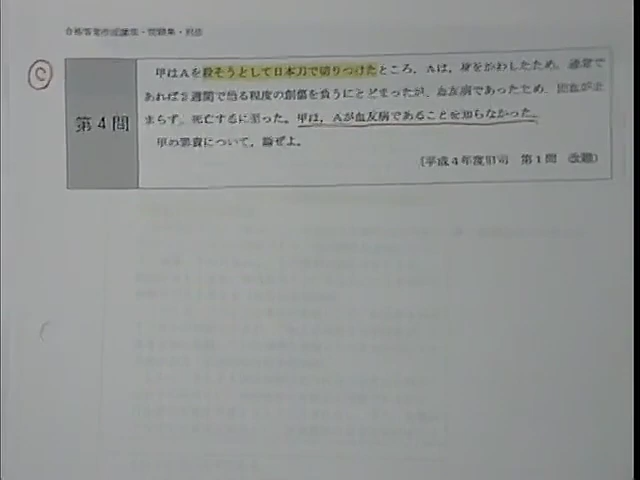 合格答案作成講座・問題集・刑法
C
第4問
甲はAを殺そうとして日本刀で切りつけたところ、Aは、身をかわしたため、通常で
あれば2週間で治る程度の創傷を負うにとどまったが、血友病であったため、出血が止
まらず、死亡するに至った。甲は、Aが血友病であることを知らなかった。
甲の罪責について、論ぜよ。
(平成4年度旧司 第1問 改題)